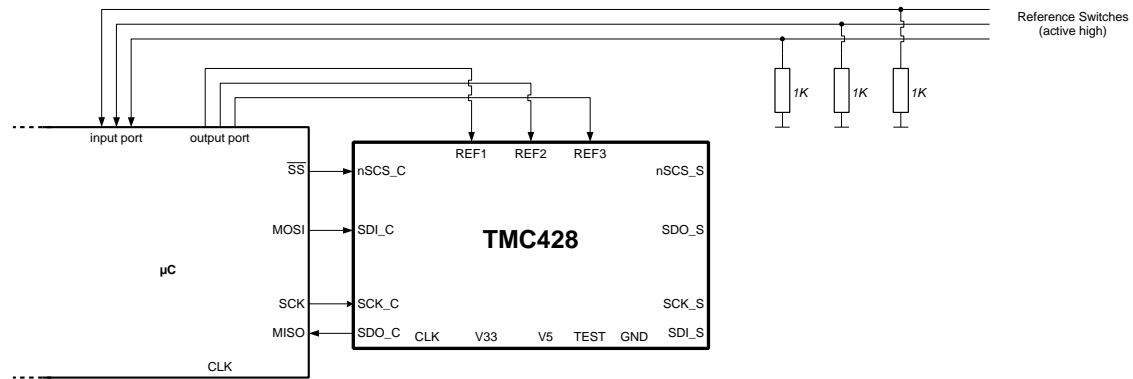 Reference Switches
(active high)
1K
1K
1K
input port
output port
REF1
REF2
REF3
SS
nSCS_C
nSCS_S
MOSI
SDI_C
TMC428
SDO_S
µC
SCK
SCK_C
SCK_S
MISO
SDO_C
CLK
V33
V5
TEST
GND
SDI_S
CLK